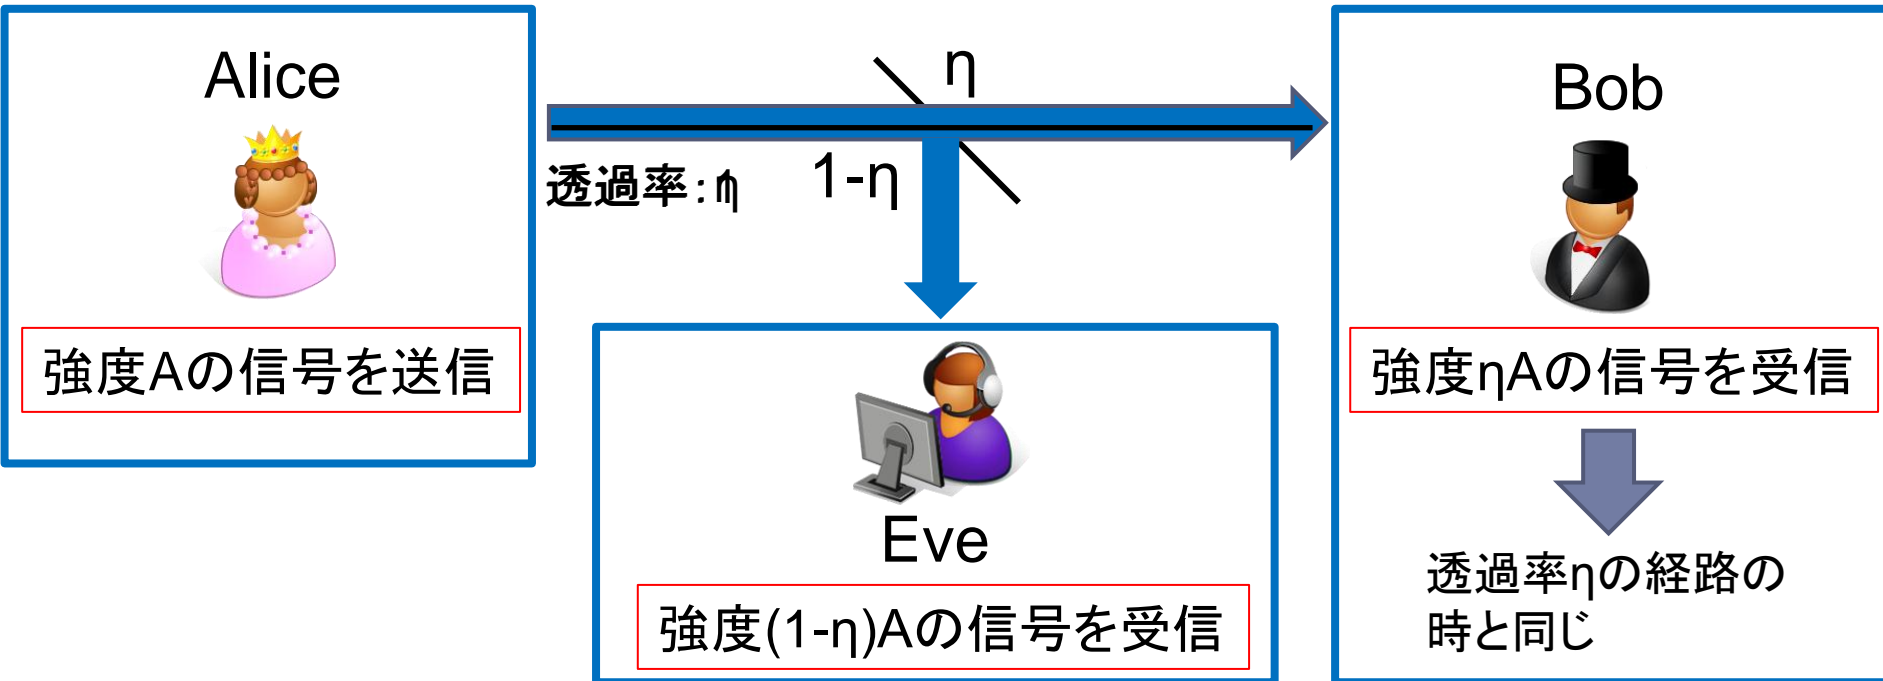 Alice
η
Bob
透過率:
1-η
強度Aの信号を送信
強度ηAの信号を受信
Eve
強度(1-η)Aの信号を受信
透過率ηの経路の
時と同じ